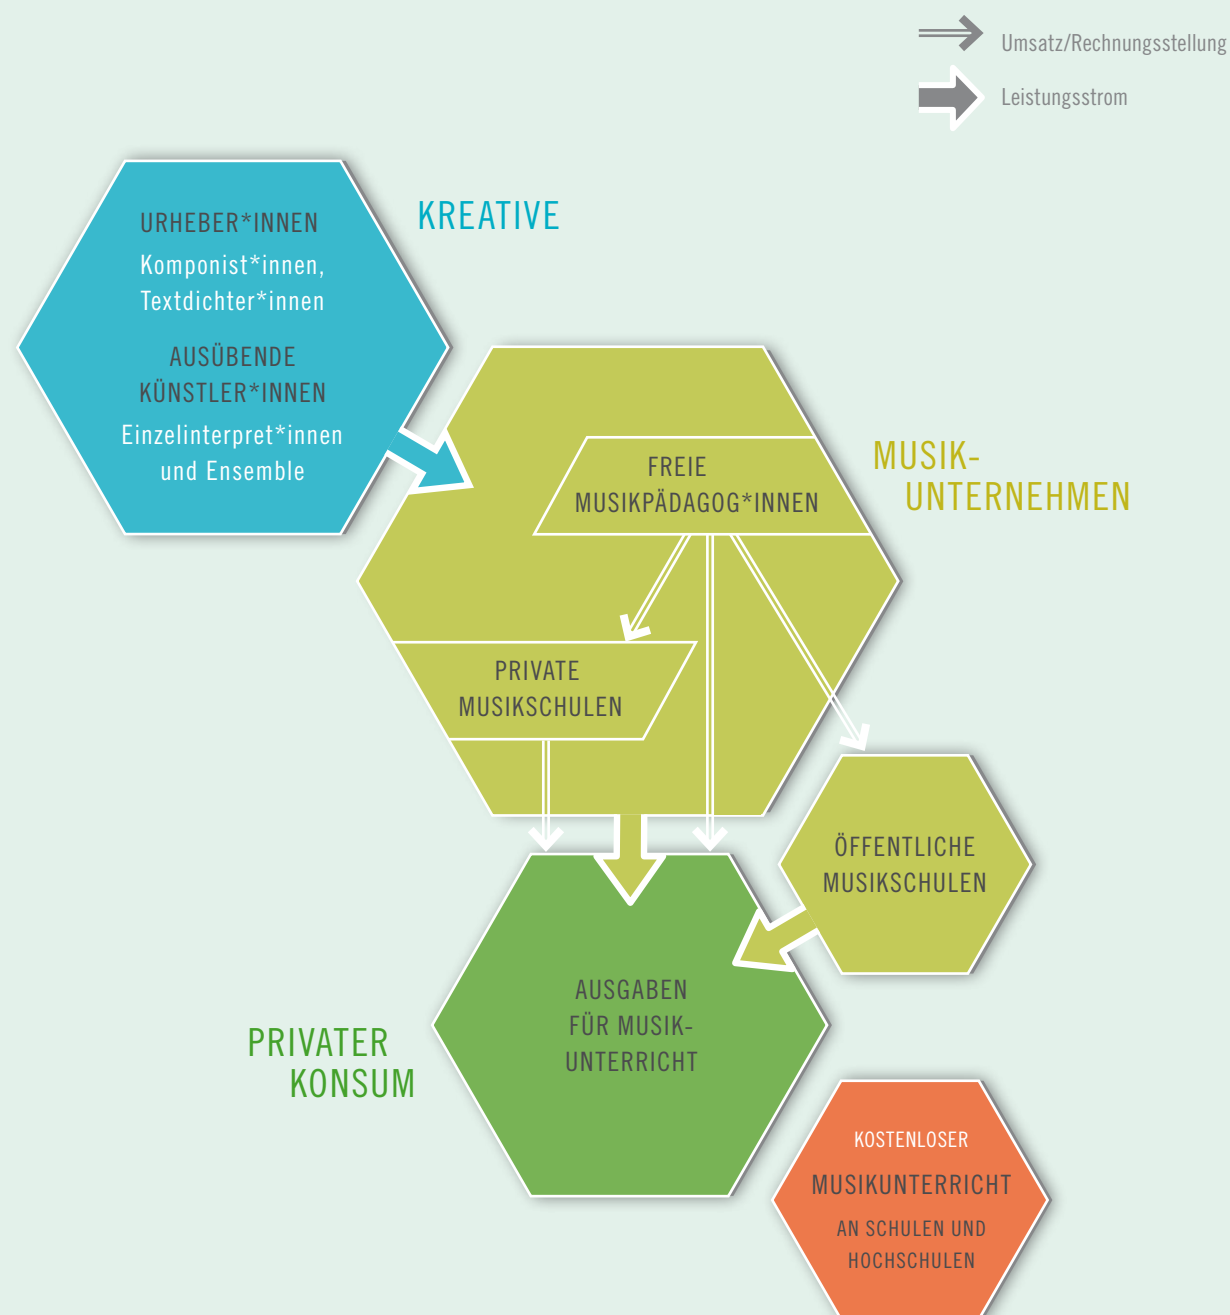 Umsatz/Rechnungsstellung
Leistungsstrom
KREATIVE
URHEBER*INNEN
Komponist*innen,
Textdichter*innen
AUSÜBENDE
KÜNSTLER*INNEN
Einzelinterpret*innen
und Ensemble
MUSIK-
UNTERNEHMEN
FREIE
MUSIKPÄDAGOG*INNEN
PRIVATE
MUSIKSCHULEN
ÖFFENTLICHE
MUSIKSCHULEN
AUSGABEN
FÜR MUSIK-
UNTERRICHT
PRIVATER
KONSUM
KOSTENLOSER
MUSIKUNTERRICHT
AN SCHULEN UND
HOCHSCHULEN